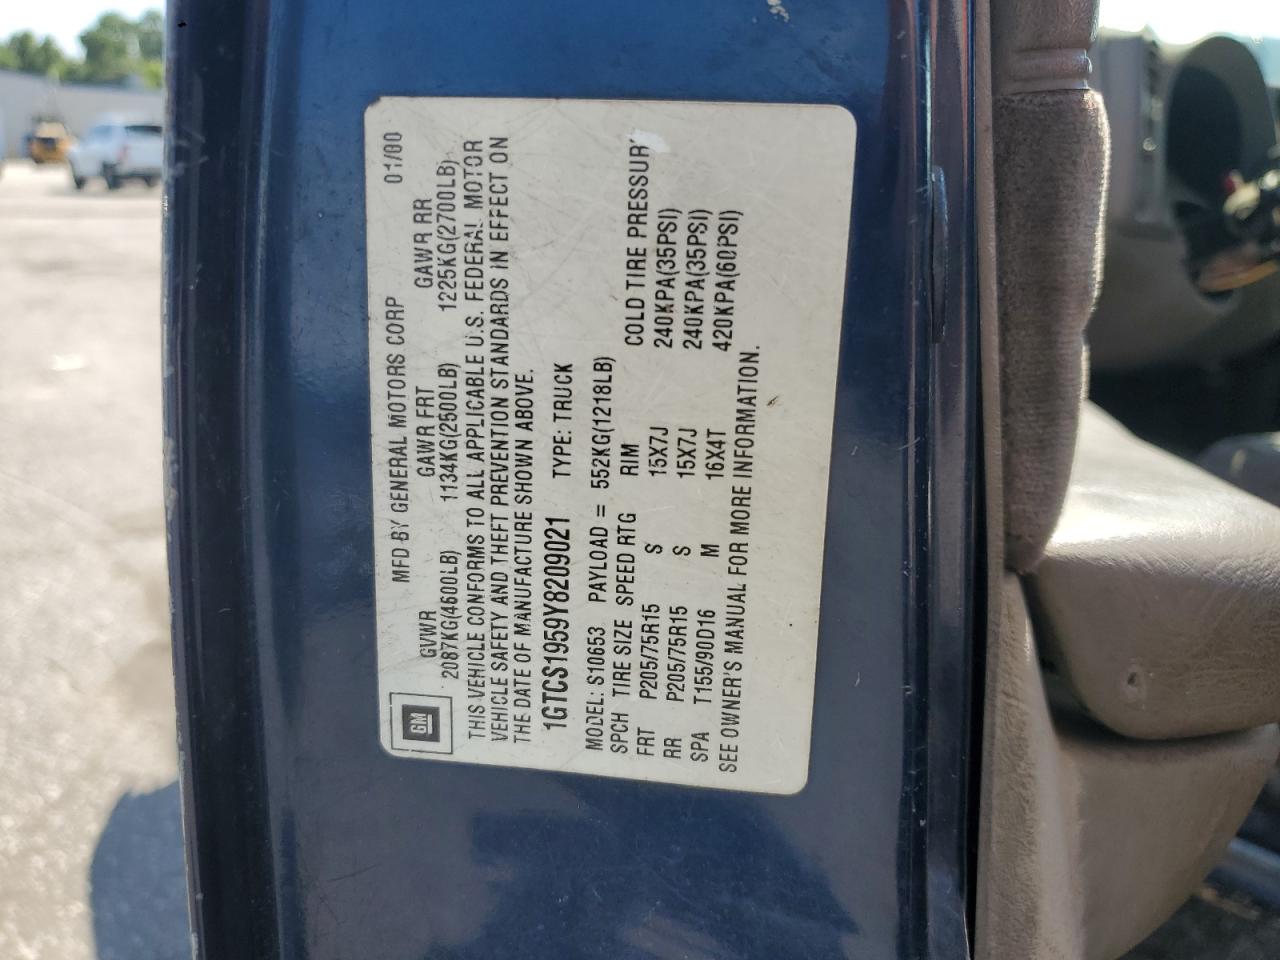 MFD BY GENERAL MOTORS CORP 01/00
GVWR GAWR FRT GAWR RR
2087KG(4600LB) 1134KG(2500LB) 1225KG(2700LB)
THIS VEHICLE CONFORMS TO ALL APPLICABLE U.S. FEDERAL MOTOR
VEHICLE SAFETY AND THEFT PREVENTION STANDARDS IN EFFECT ON
THE DATE OF MANUFACTURE SHOWN ABOVE.
1GTCS1959Y8209021 TYPE: TRUCK
MODEL: S10653 PAYLOAD = 552KG(1218LB)
SPCH TIRE SIZE SPEED RTG RIM COLD TIRE PRESSUR
FRT P205/75R15 S 15X7J 240KPA(35PSI)
RR P205/75R15 S 15X7J 240KPA(35PSI)
SPA T155/90D16 M 16X4T 420KPA(60PSI)
SEE OWNER'S MANUAL FOR MORE INFORMATION.
GM